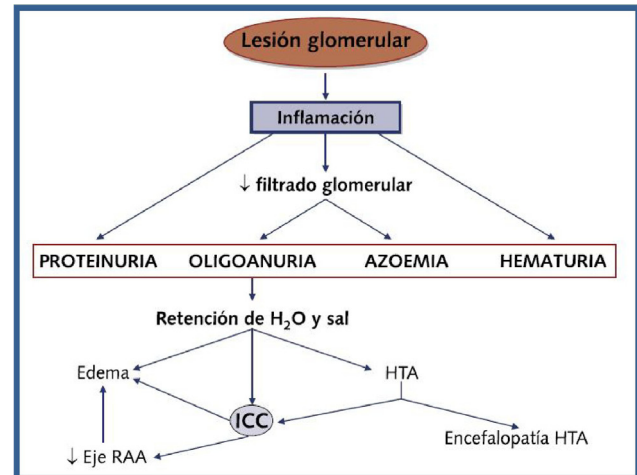 Lesión glomerular
Inflamación
↓ filtrado glomerular
PROTEINURIA OLIGOANURIA AZOEMIA HEMATURIA
Retención de H₂O y sal
Edema HTA
ICC
↓ Eje RAA Encefalopatía HTA